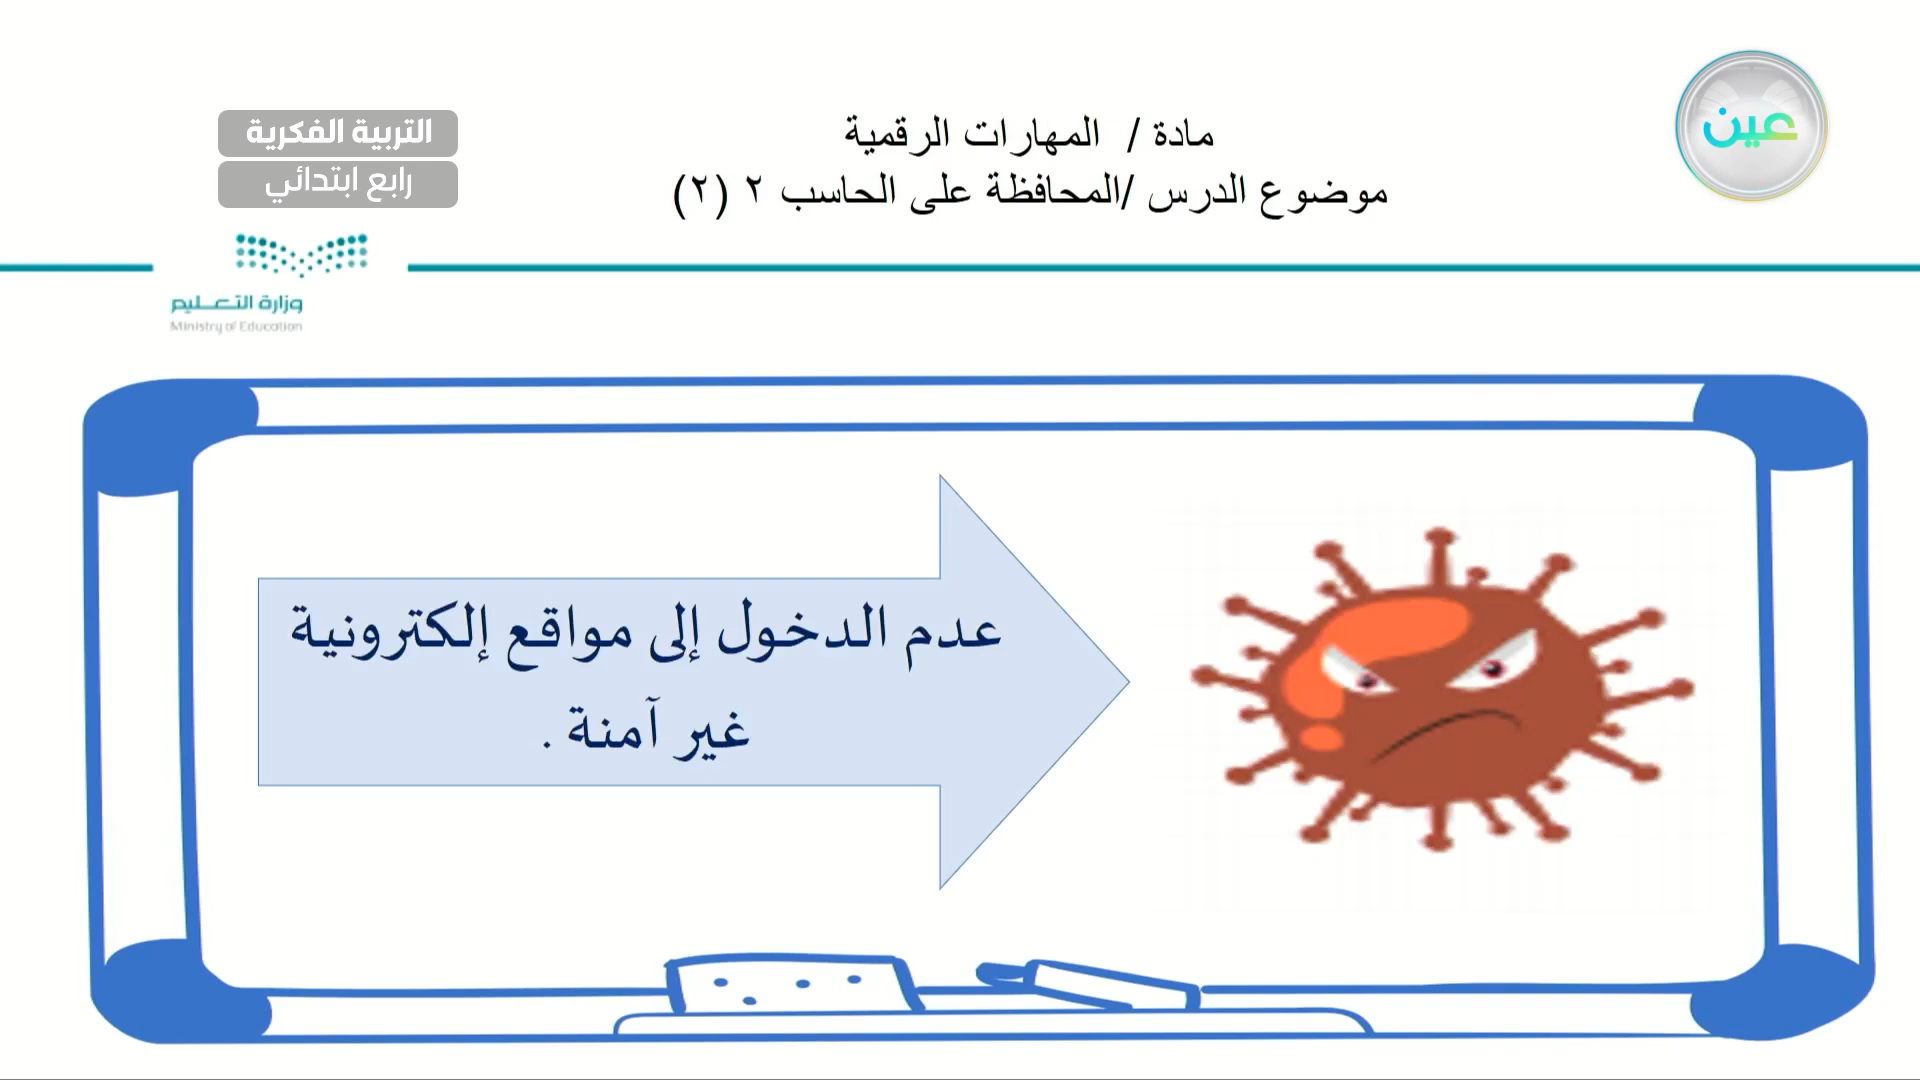 عين
مادة / المهارات الرقمية
موضوع الدرس /المحافظة على الحاسب ٢ (٢)
التربية الفكرية
رابع ابتدائي
وزارة التعـليم
Ministry of Education
عدم الدخول إلى مواقع إلكترونية
غير آمنة .